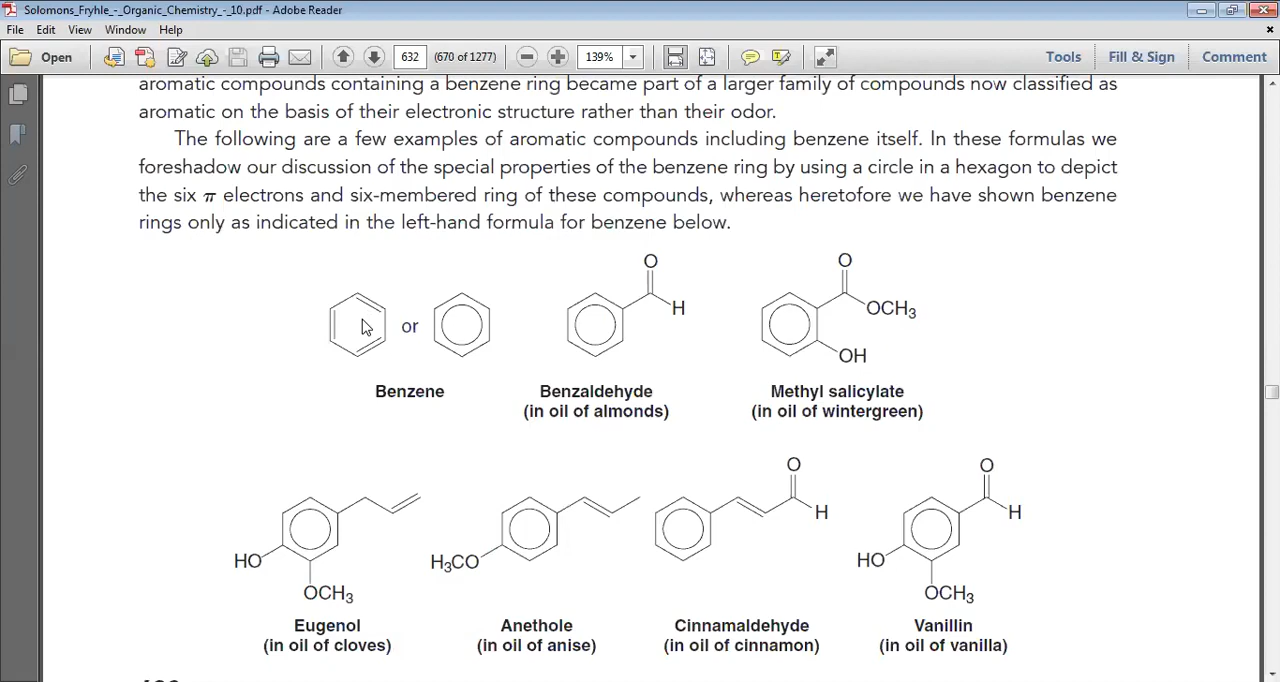 Solomons_Fryhle_-_Organic_Chemistry_-_10.pdf - Adobe Reader
File Edit View Window Help
Open 632 (670 of 1277) 139% Tools Fill & Sign Comment
aromatic compounds containing a benzene ring became part of a larger family of compounds now classified as
aromatic on the basis of their electronic structure rather than their odor.
The following are a few examples of aromatic compounds including benzene itself. In these formulas we
foreshadow our discussion of the special properties of the benzene ring by using a circle in a hexagon to depict
the six π electrons and six-membered ring of these compounds, whereas heretofore we have shown benzene
rings only as indicated in the left-hand formula for benzene below.
O O
H OCH3
or
OH
Benzene Benzaldehyde Methyl salicylate
(in oil of almonds) (in oil of wintergreen)
O O
H H
HO H3CO HO
OCH3 OCH3
Eugenol Anethole Cinnamaldehyde Vanillin
(in oil of cloves) (in oil of anise) (in oil of cinnamon) (in oil of vanilla)